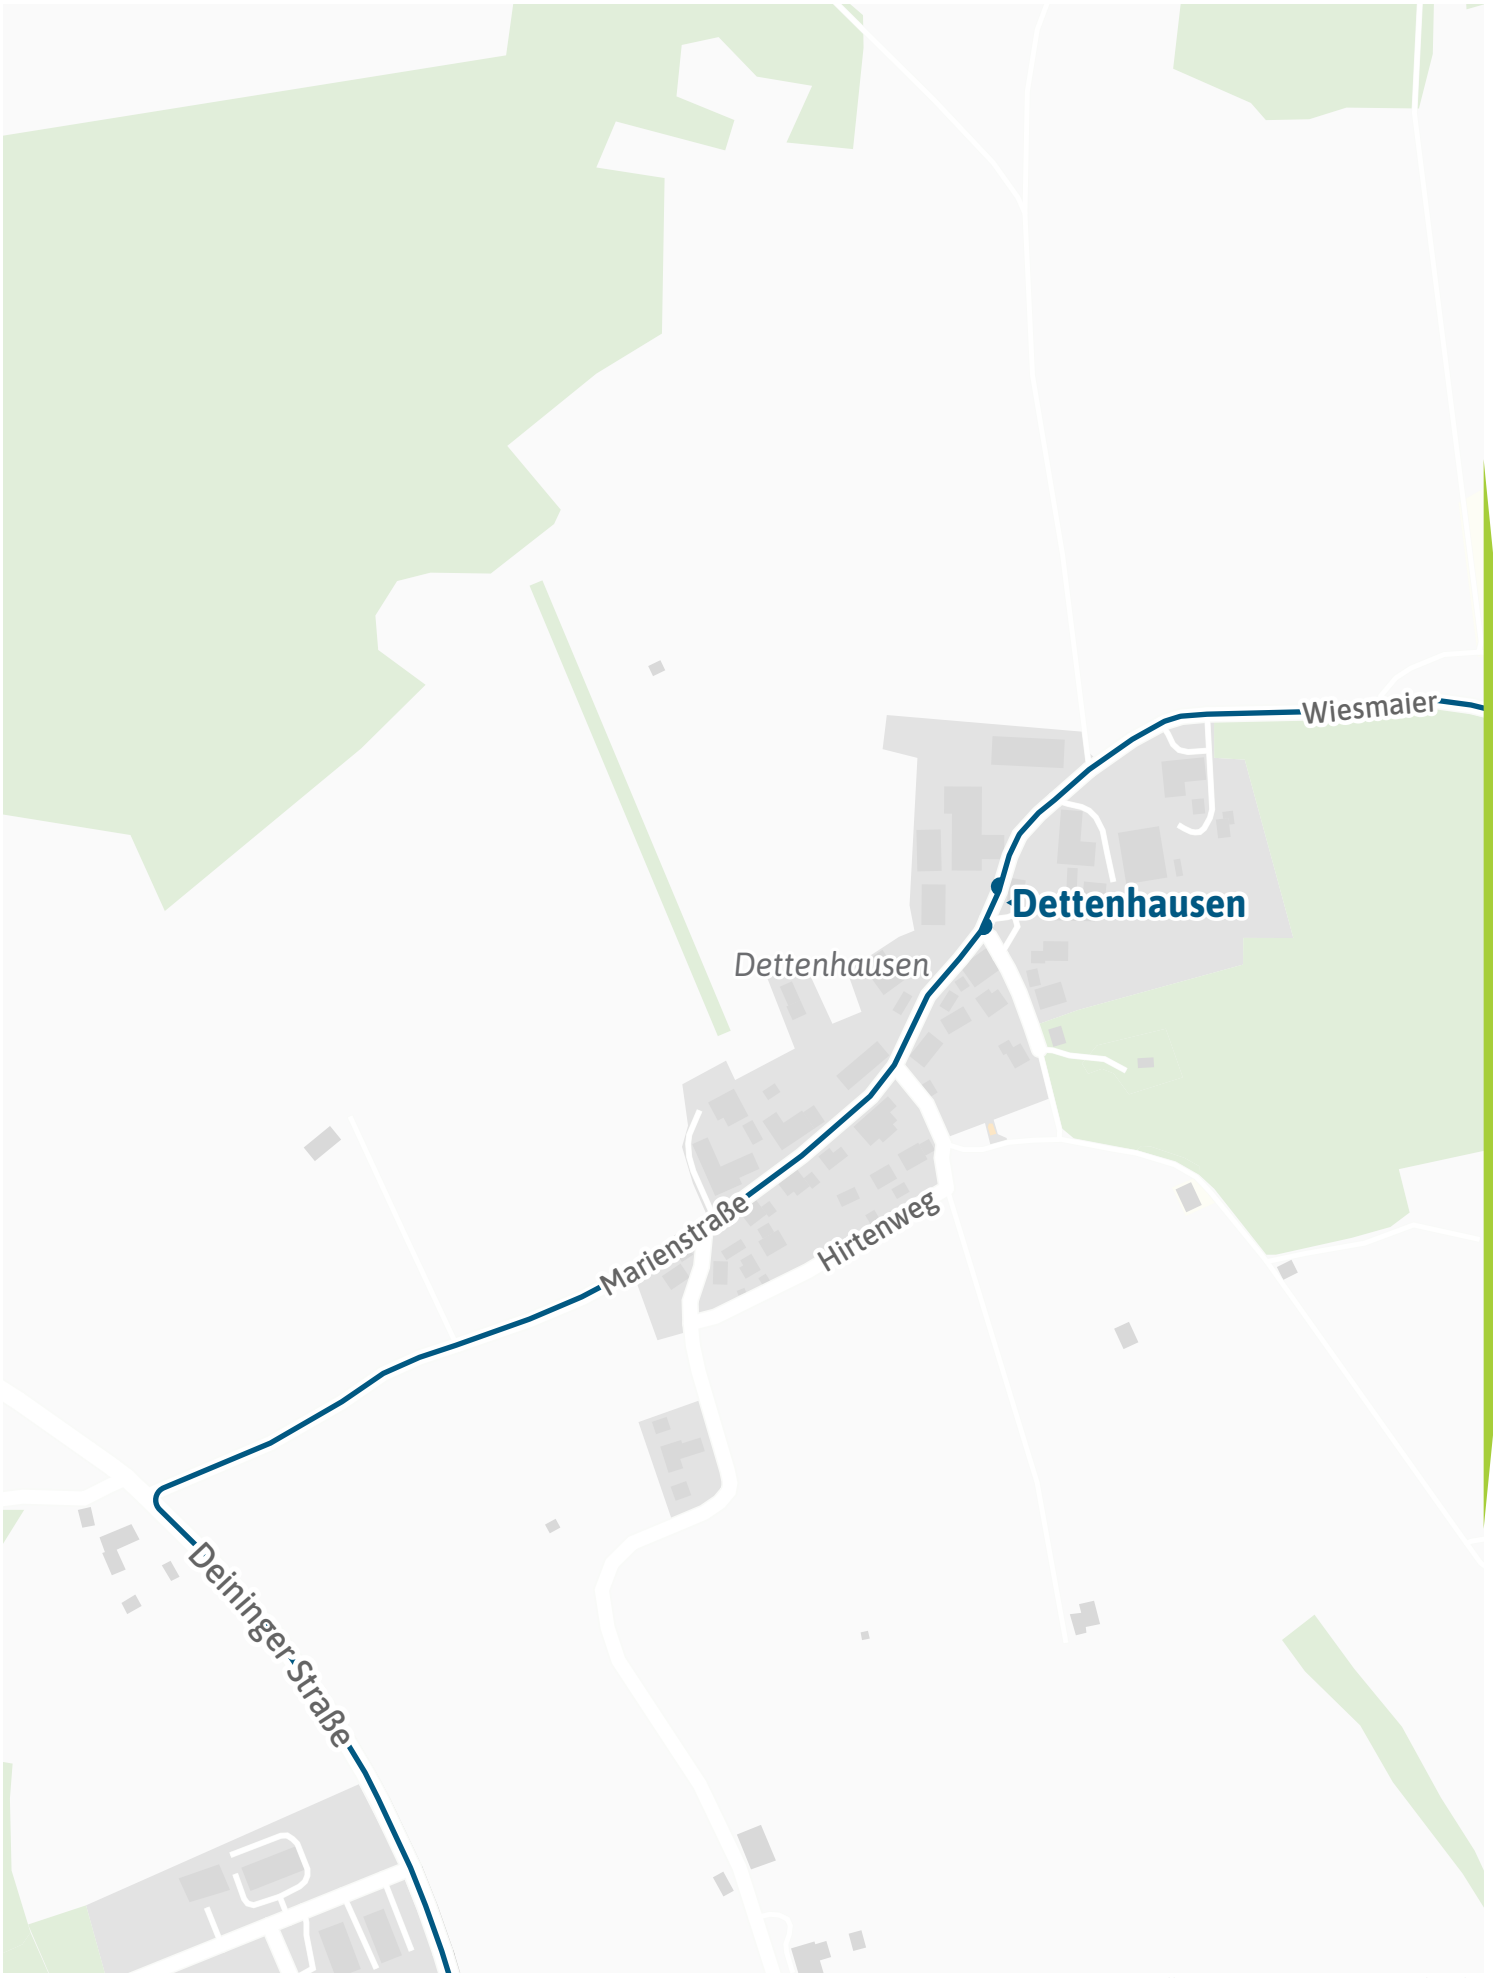 Wiesmaier
Dettenhausen
Dettenhausen
Marienstraße
Hirtenweg
Deininger Straße